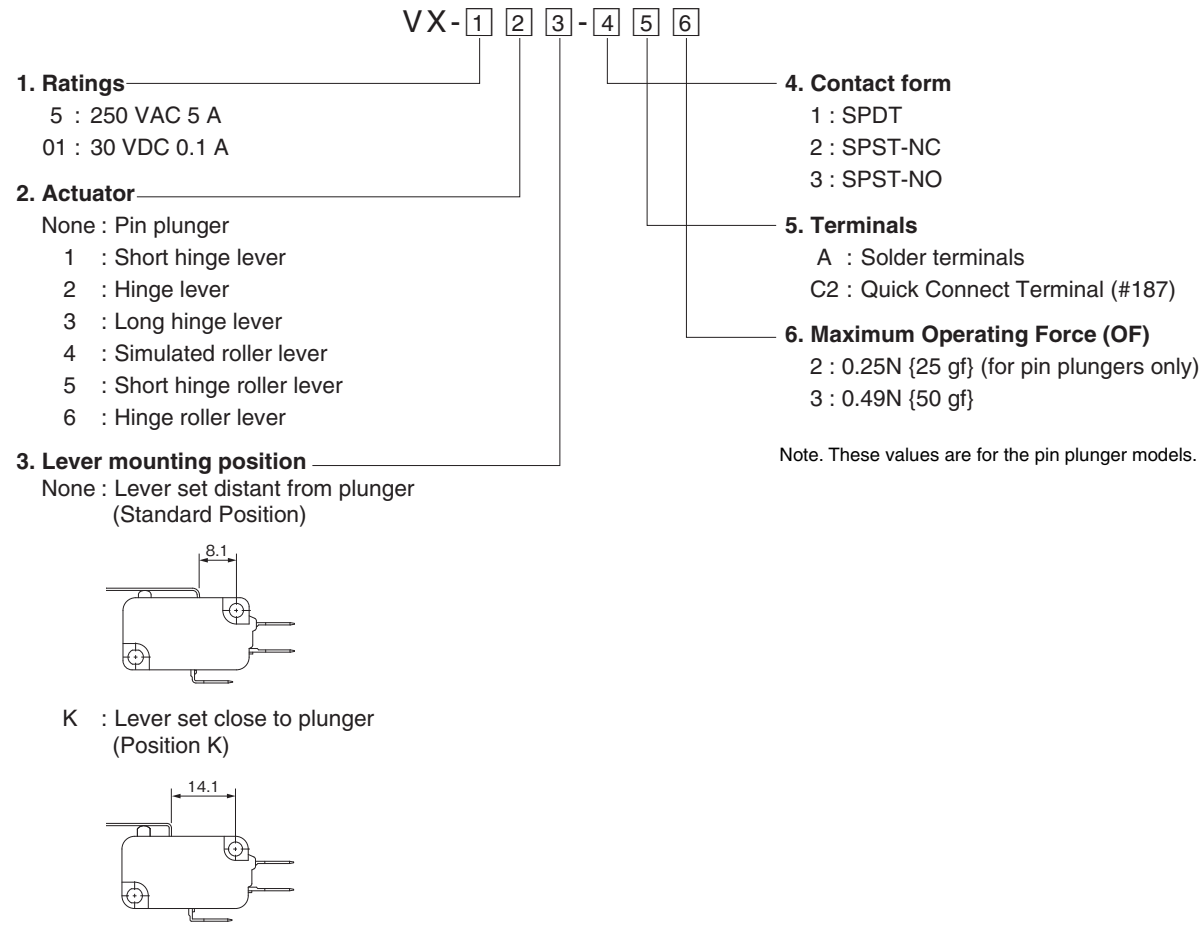 VX-1 2 3-4 5 6
1. Ratings
5 : 250 VAC 5 A
01 : 30 VDC 0.1 A
2. Actuator
None : Pin plunger
1 : Short hinge lever
2 : Hinge lever
3 : Long hinge lever
4 : Simulated roller lever
5 : Short hinge roller lever
6 : Hinge roller lever
3. Lever mounting position
None : Lever set distant from plunger
(Standard Position)
8.1
K : Lever set close to plunger
(Position K)
14.1
4. Contact form
1 : SPDT
2 : SPST-NC
3 : SPST-NO
5. Terminals
A : Solder terminals
C2 : Quick Connect Terminal (#187)
6. Maximum Operating Force (OF)
2 : 0.25N {25 gf} (for pin plungers only)
3 : 0.49N {50 gf}
Note. These values are for the pin plunger models.